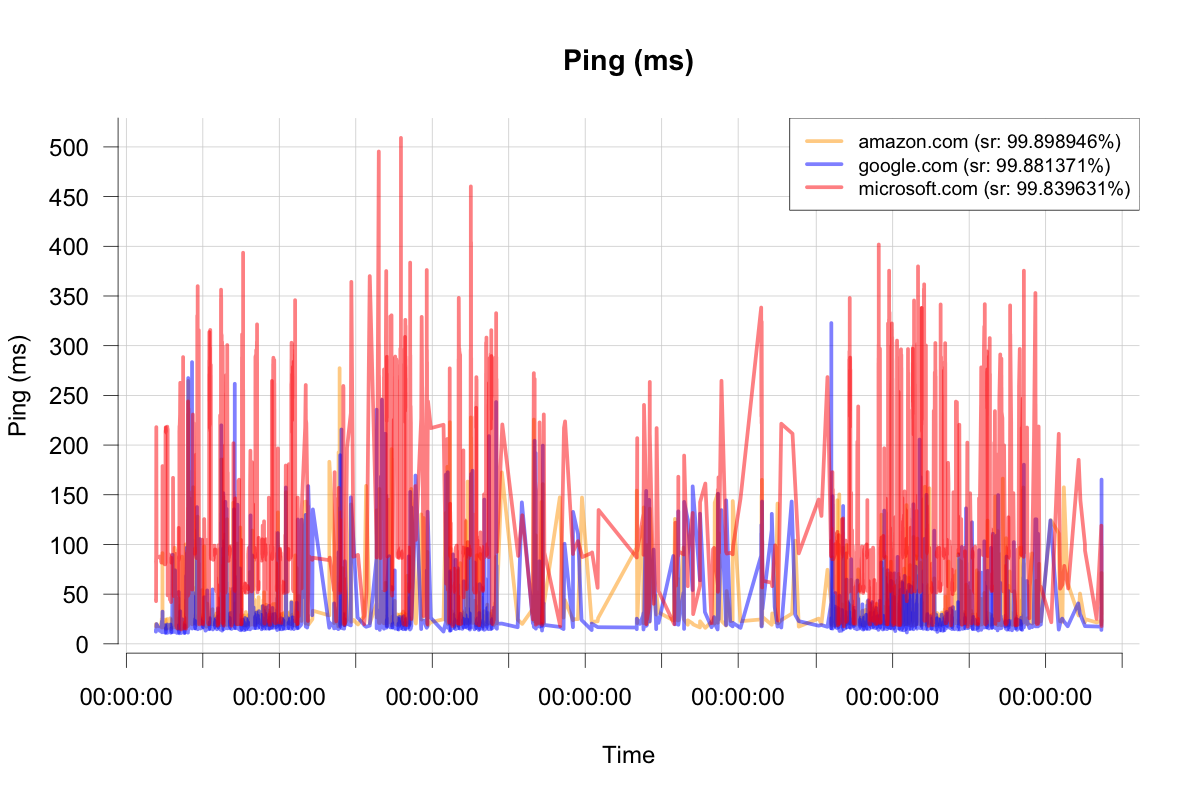 Ping (ms)
amazon.com (sr: 99.898946%)
google.com (sr: 99.881371%)
microsoft.com (sr: 99.839631%)
500
450
400
350
300
250
200
150
100
50
0
Ping (ms)
00:00:00 00:00:00 00:00:00 00:00:00 00:00:00 00:00:00 00:00:00
Time